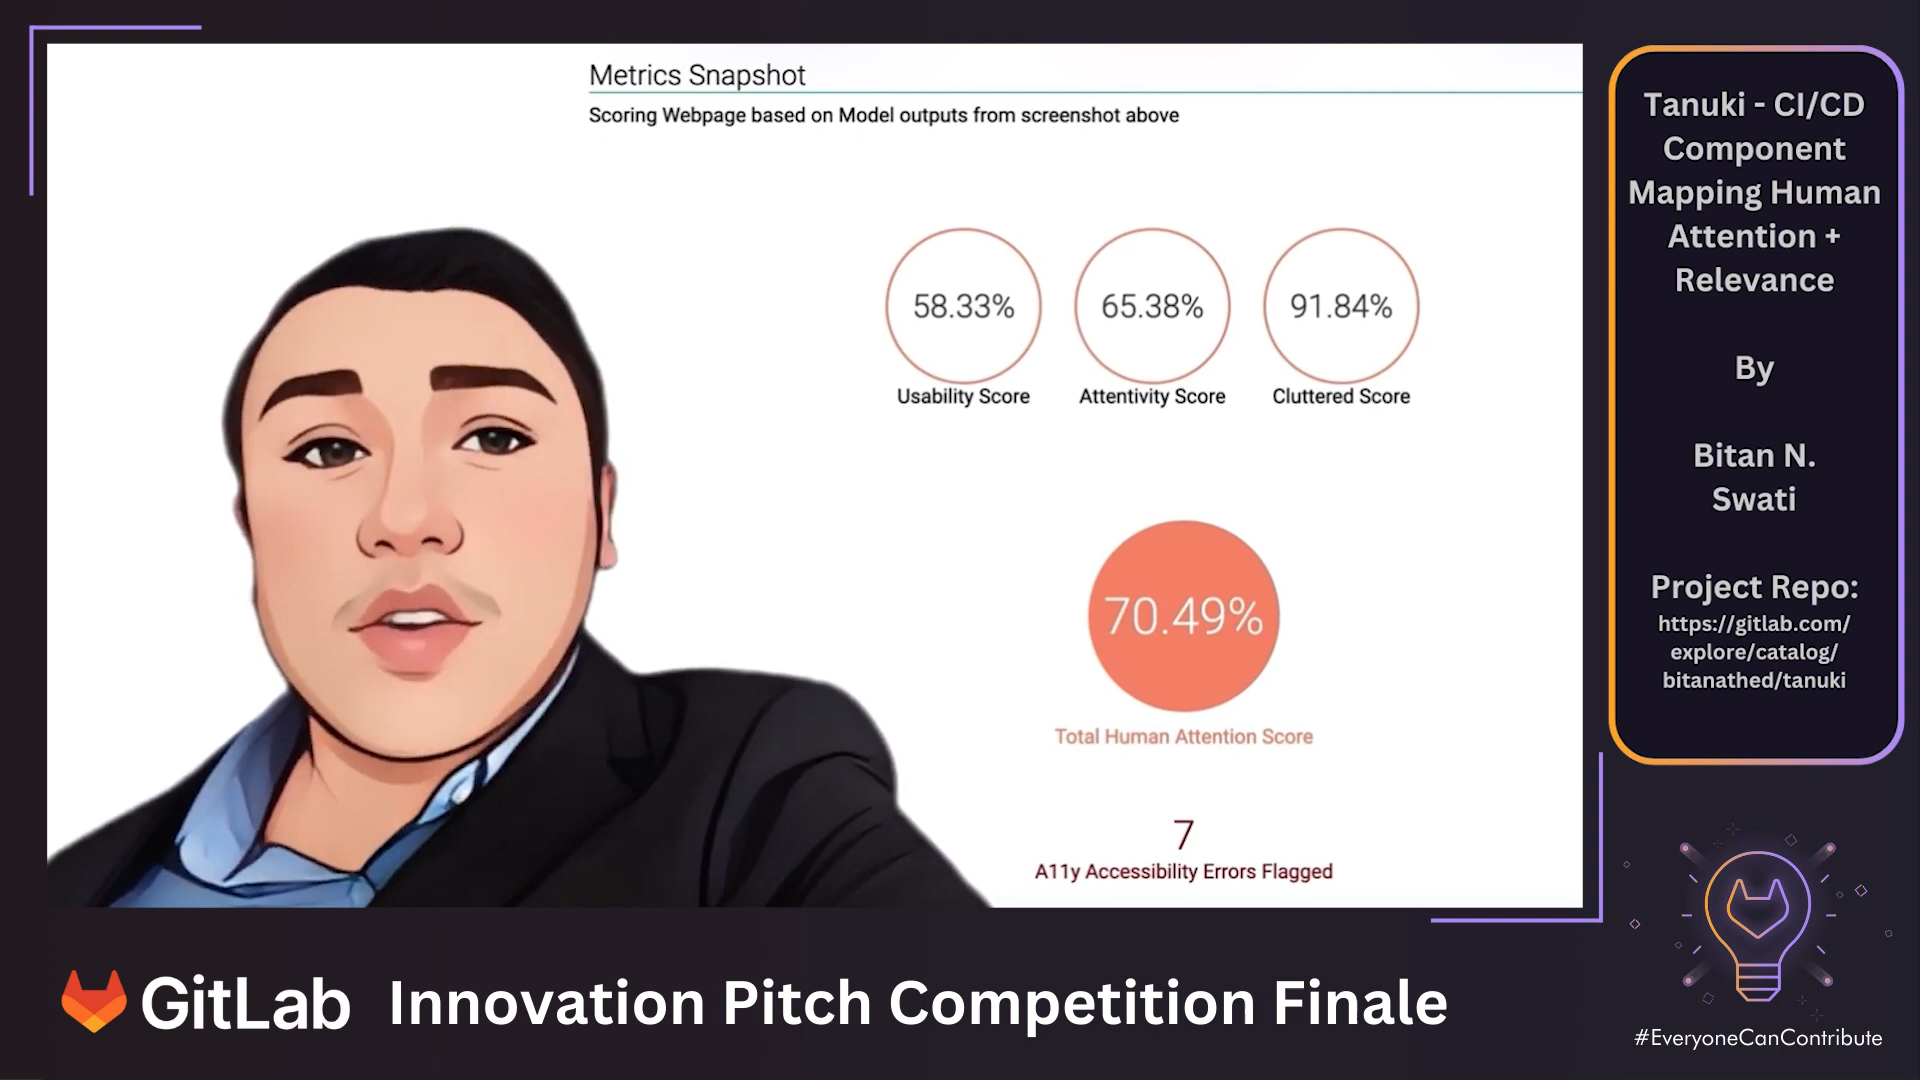 Metrics Snapshot
Scoring Webpage based on Model outputs from screenshot above
58.33%
65.38%
91.84%
Usability Score
Attentivity Score
Cluttered Score
70.49%
Total Human Attention Score
7
A11y Accessibility Errors Flagged
Tanuki - CI/CD
Component
Mapping Human
Attention +
Relevance
By
Bitan N.
Swati
Project Repo:
https://gitlab.com/
explore/catalog/
bitanathed/tanuki
GitLab Innovation Pitch Competition Finale
#EveryoneCanContribute